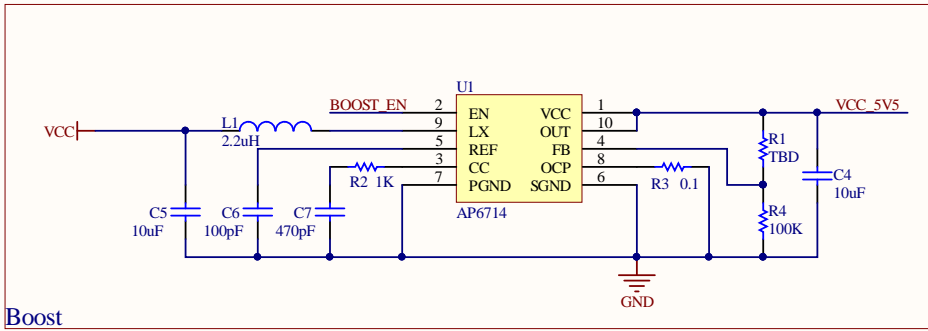 U1
BOOST_EN 2 EN VCC 1 VCC_5V5
VCC L1 9 LX OUT 10
2.2uH 5 REF FB 4 R1
TBD
3 CC OCP 8
R2 1K 7 PGND SGND 6 R3 0.1 C4
10uF
C5 C6 C7 AP6714 R4
10uF 100pF 470pF 100K
GND
Boost